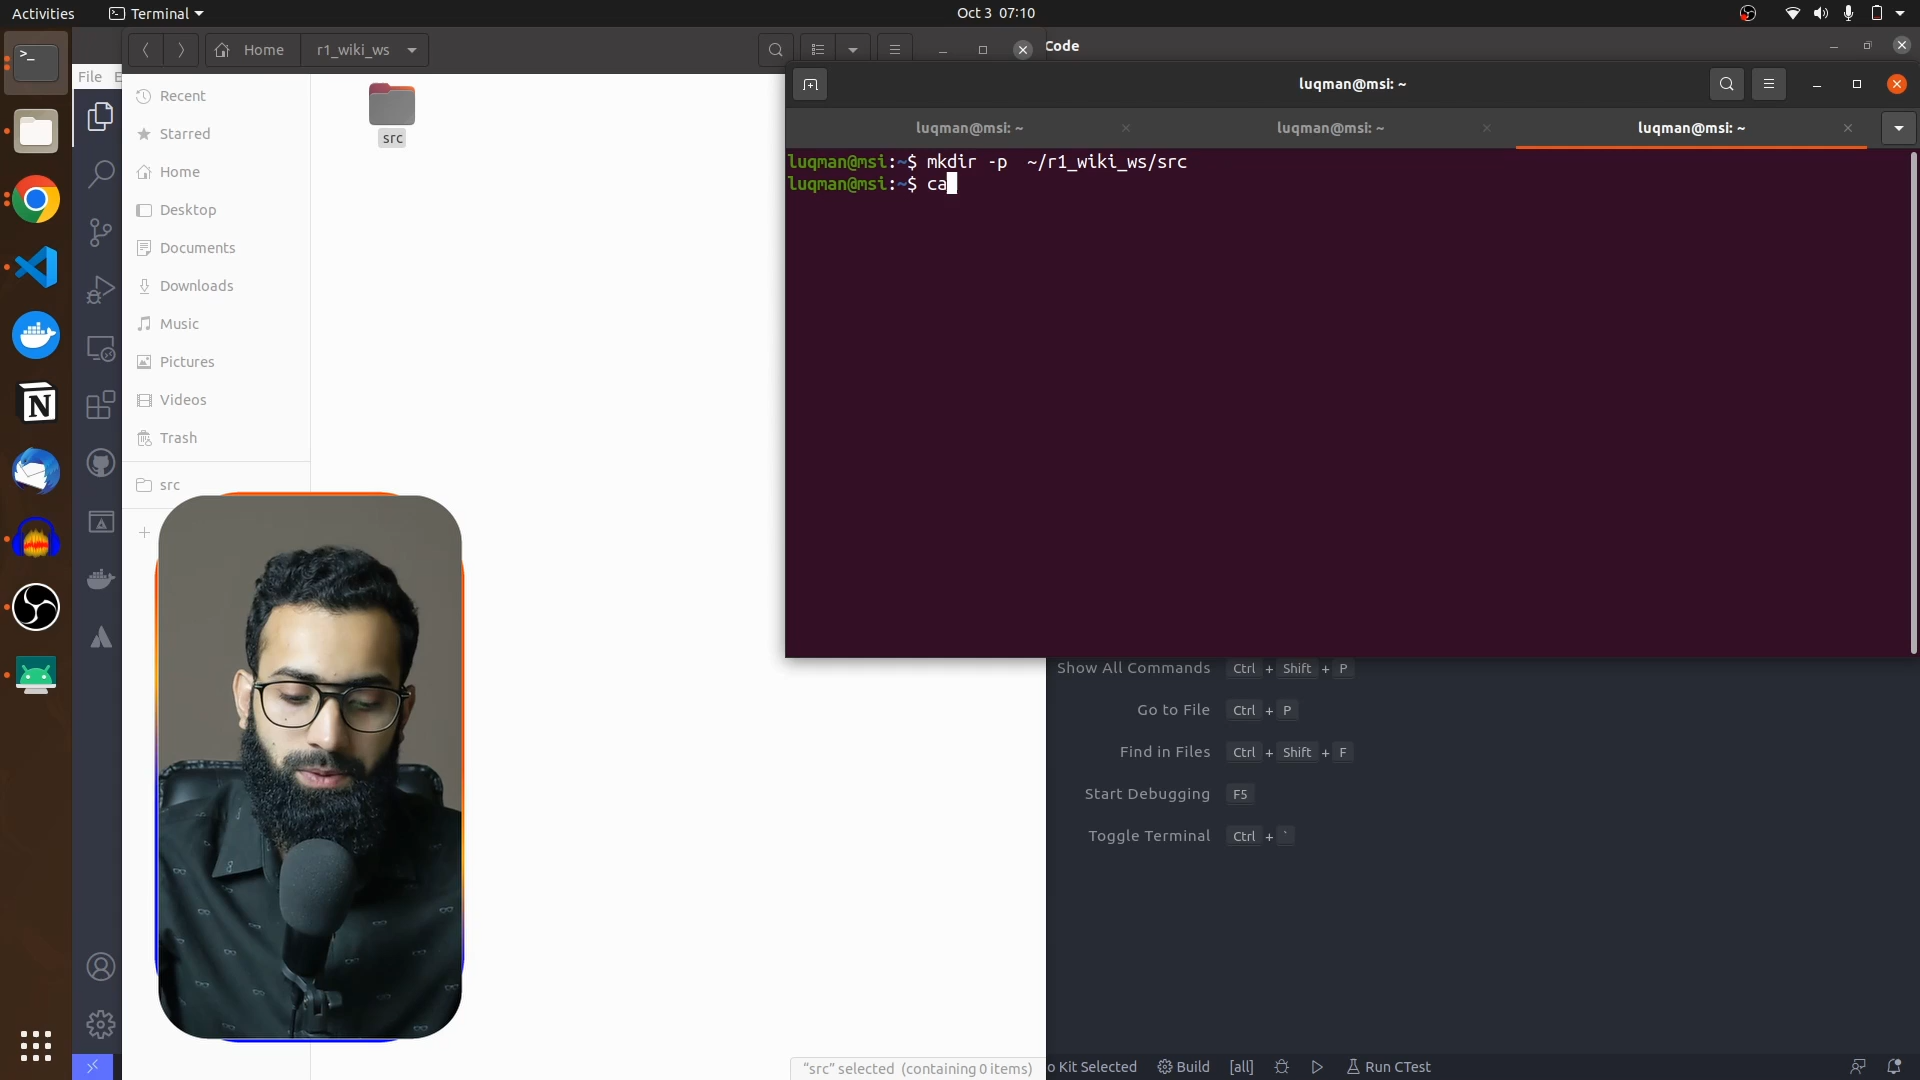 Activities
Terminal
Oct 3 07:10
Home
r1_wiki_ws
Code
File
Recent
Starred
Home
Desktop
Documents
Downloads
Music
Pictures
Videos
Trash
src
src
luqman@msi: ~
luqman@msi: ~
luqman@msi: ~
luqman@msi: ~
luqman@msi:~$ mkdir -p  ~/r1_wiki_ws/src
luqman@msi:~$ ca
Show All Commands Ctrl + Shift + P
Go to File Ctrl + P
Find in Files Ctrl + Shift + F
Start Debugging F5
Toggle Terminal Ctrl + `
“src” selected (containing 0 items)
o Kit Selected
Build
[all]
Run CTest